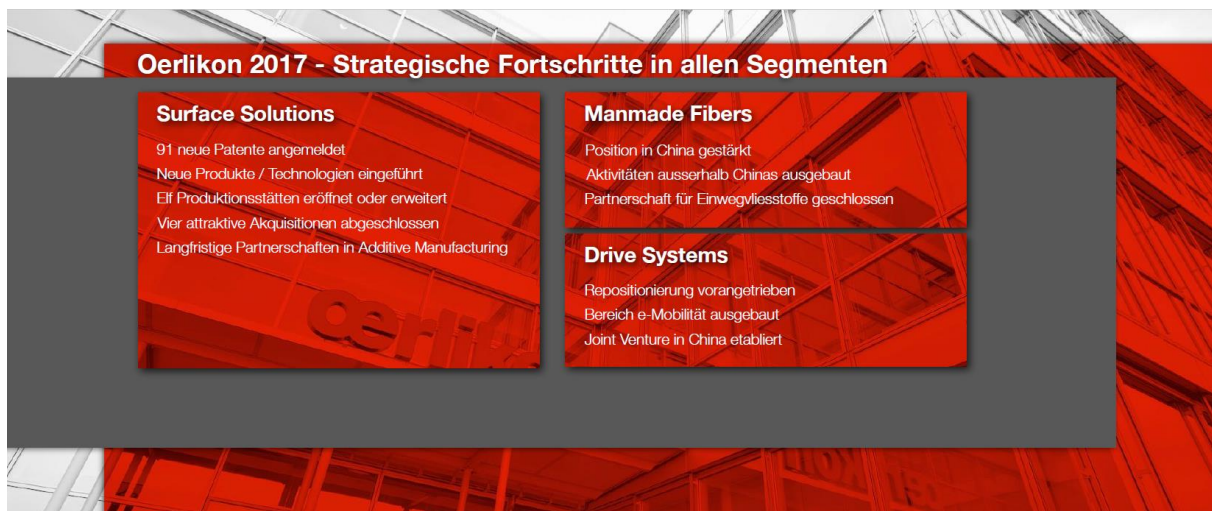 Oerlikon 2017 - Strategische Fortschritte in allen Segmenten
Surface Solutions
91 neue Patente angemeldet
Neue Produkte / Technologien eingeführt
Elf Produktionsstätten eröffnet oder erweitert
Vier attraktive Akquisitionen abgeschlossen
Langfristige Partnerschaften in Additive Manufacturing
Manmade Fibers
Position in China gestärkt
Aktivitäten ausserhalb Chinas ausgebaut
Partnerschaft für Einwegvliesstoffe geschlossen
Drive Systems
Repositionierung vorangetrieben
Bereich e-Mobilität ausgebaut
Joint Venture in China etabliert